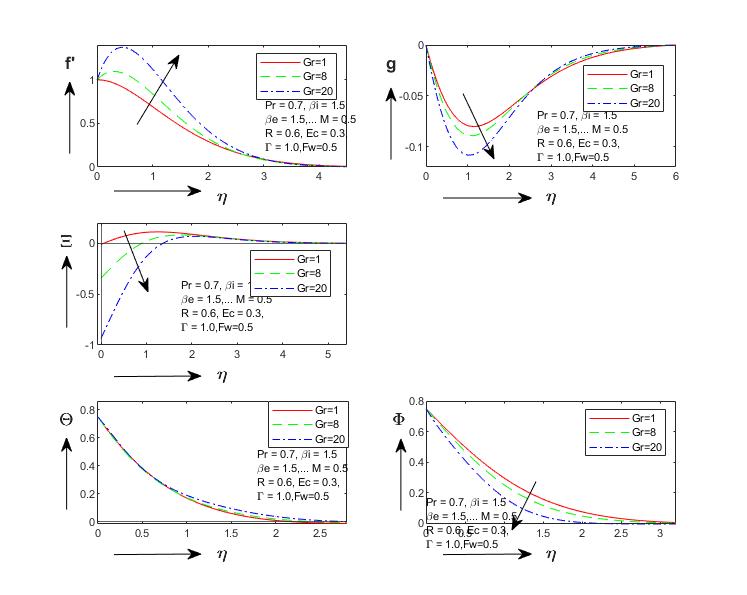 f'
1
0.5
0
0
1
2
3
4
η
Gr=1
Gr=8
Gr=20
Pr = 0.7, βi = 1.5
βe = 1.5,... M = 0.5
R = 0.6, Ec = 0.3
Γ = 1.0,Fw=0.5
g
0
-0.05
-0.1
0
1
2
3
4
5
6
η
Gr=1
Gr=8
Gr=20
Pr = 0.7, βi = 1.5
βe = 1.5,... M = 0.5
R = 0.6, Ec = 0.3,
Γ = 1.0,Fw=0.5
Ξ
0
-0.5
-1
0
1
2
3
4
5
η
Gr=1
Gr=8
Gr=20
Pr = 0.7, βi =
βe = 1.5,... M = 0.5
R = 0.6, Ec = 0.3,
Γ = 1.0,Fw=0.5
Θ
0.8
0.6
0.4
0.2
0
0
0.5
1
1.5
2
2.5
η
Gr=1
Gr=8
Gr=20
Pr = 0.7, βi = 1.5
βe = 1.5,... M = 0.5
R = 0.6, Ec = 0.3,
Γ = 1.0,Fw=0.5
Φ
0.8
0.6
0.4
0.2
0
0
0.5
1
1.5
2
2.5
3
η
Gr=1
Gr=8
Gr=20
Pr = 0.7, βi = 1.5
βe = 1.5,... M = 0.5
R = 0.6, Ec = 0.3,
Γ = 1.0,Fw=0.5